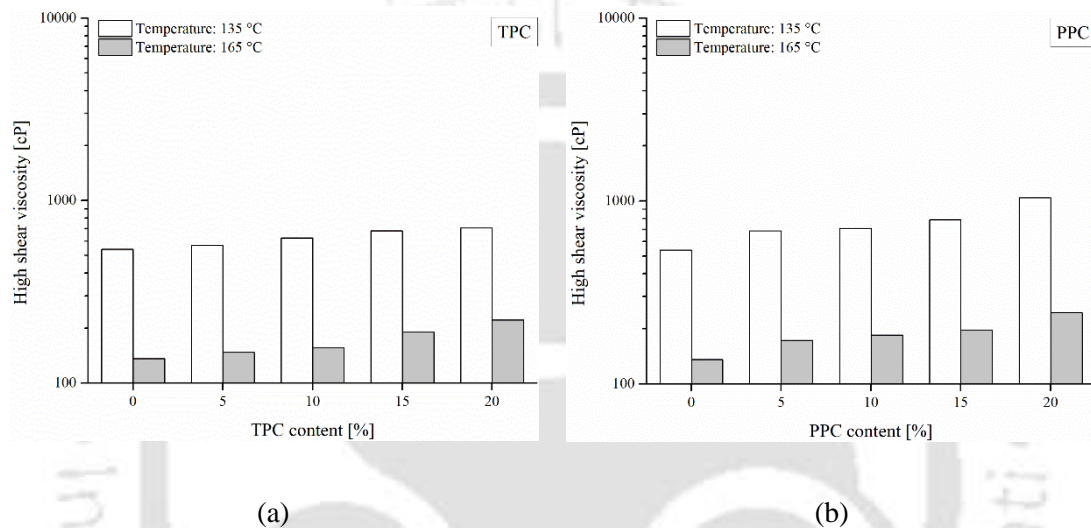 Temperature: 135 °C
Temperature: 165 °C
TPC
10000
1000
100
High shear viscosity [cP]
0 5 10 15 20
TPC content [%]
(a)
Temperature: 135 °C
Temperature: 165 °C
PPC
10000
1000
100
High shear viscosity [cP]
0 5 10 15 20
PPC content [%]
(b)